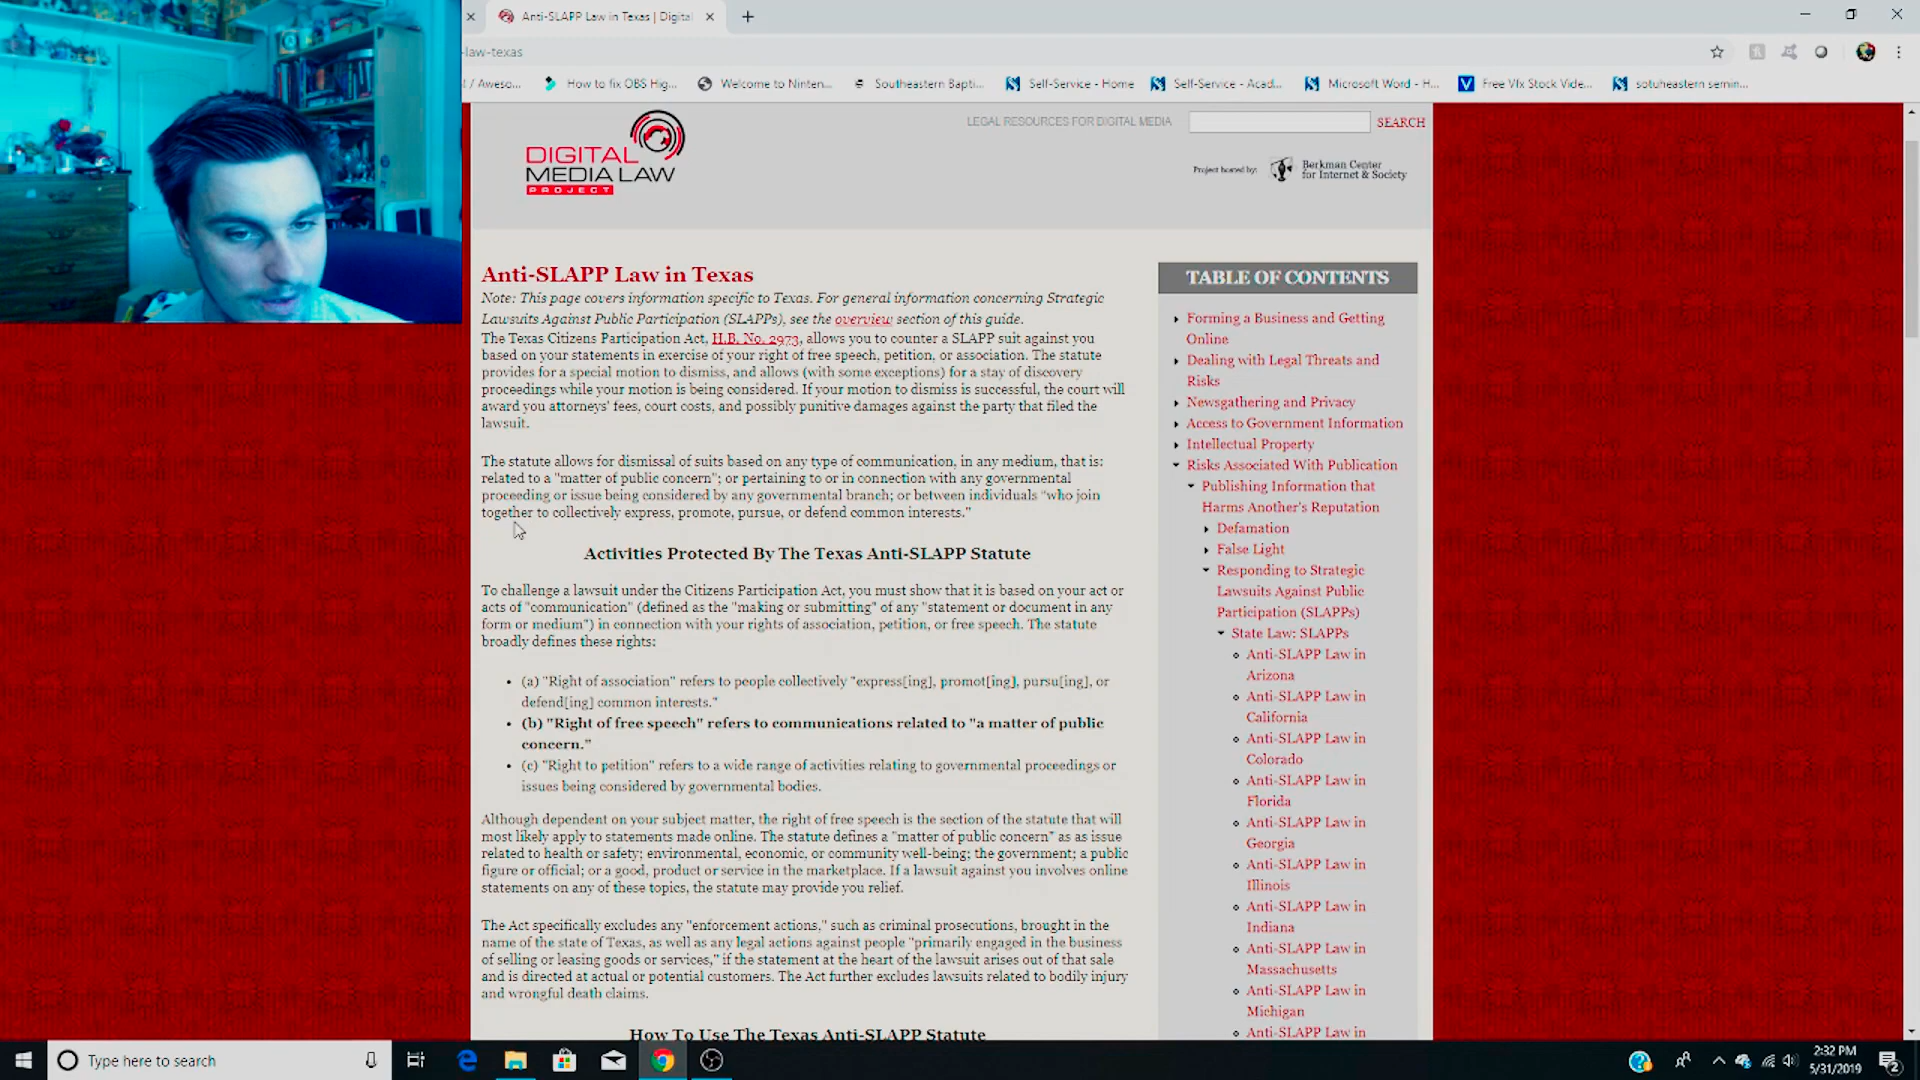 Anti-SLAPP Law in Texas | Digital
law-texas
l / Aweso...
How to fix OBS Hig...
Welcome to Ninten...
Southeastern Bapti...
Self-Service - Home
Self-Service - Acad...
Microsoft Word - H...
Free Vfx Stock Vide...
sotuheastern semin...
DIGITAL
MEDIA LAW
PROJECT
LEGAL RESOURCES FOR DIGITAL MEDIA
SEARCH
Project hosted by:
Berkman Center
for Internet & Society
Anti-SLAPP Law in Texas
Note: This page covers information specific to Texas. For general information concerning Strategic
Lawsuits Against Public Participation (SLAPPs), see the overview section of this guide.
The Texas Citizens Participation Act, H.B. No. 2973, allows you to counter a SLAPP suit against you
based on your statements in exercise of your right of free speech, petition, or association. The statute
provides for a special motion to dismiss, and allows (with some exceptions) for a stay of discovery
proceedings while your motion is being considered. If your motion to dismiss is successful, the court will
award you attorneys' fees, court costs, and possibly punitive damages against the party that filed the
lawsuit.
The statute allows for dismissal of suits based on any type of communication, in any medium, that is:
related to a "matter of public concern"; or pertaining to or in connection with any governmental
proceeding or issue being considered by any governmental branch; or between individuals "who join
together to collectively express, promote, pursue, or defend common interests."
Activities Protected By The Texas Anti-SLAPP Statute
To challenge a lawsuit under the Citizens Participation Act, you must show that it is based on your act or
acts of "communication" (defined as the "making or submitting" of any "statement or document in any
form or medium") in connection with your rights of association, petition, or free speech. The statute
broadly defines these rights:
• (a) "Right of association" refers to people collectively "express[ing], promot[ing], pursu[ing], or
defend[ing] common interests."
• (b) "Right of free speech" refers to communications related to "a matter of public
concern."
• (c) "Right to petition" refers to a wide range of activities relating to governmental proceedings or
issues being considered by governmental bodies.
Although dependent on your subject matter, the right of free speech is the section of the statute that will
most likely apply to statements made online. The statute defines a "matter of public concern" as as issue
related to health or safety; environmental, economic, or community well-being; the government; a public
figure or official; or a good, product or service in the marketplace. If a lawsuit against you involves online
statements on any of these topics, the statute may provide you relief.
The Act specifically excludes any "enforcement actions," such as criminal prosecutions, brought in the
name of the state of Texas, as well as any legal actions against people "primarily engaged in the business
of selling or leasing goods or services," if the statement at the heart of the lawsuit arises out of that sale
and is directed at actual or potential customers. The Act further excludes lawsuits related to bodily injury
and wrongful death claims.
How To Use The Texas Anti-SLAPP Statute
TABLE OF CONTENTS
Forming a Business and Getting
Online
Dealing with Legal Threats and
Risks
Newsgathering and Privacy
Access to Government Information
Intellectual Property
Risks Associated With Publication
Publishing Information that
Harms Another's Reputation
Defamation
False Light
Responding to Strategic
Lawsuits Against Public
Participation (SLAPPs)
State Law: SLAPPs
Anti-SLAPP Law in
Arizona
Anti-SLAPP Law in
California
Anti-SLAPP Law in
Colorado
Anti-SLAPP Law in
Florida
Anti-SLAPP Law in
Georgia
Anti-SLAPP Law in
Illinois
Anti-SLAPP Law in
Indiana
Anti-SLAPP Law in
Massachusetts
Anti-SLAPP Law in
Michigan
Anti-SLAPP Law in
Type here to search
2:32 PM
5/31/2019